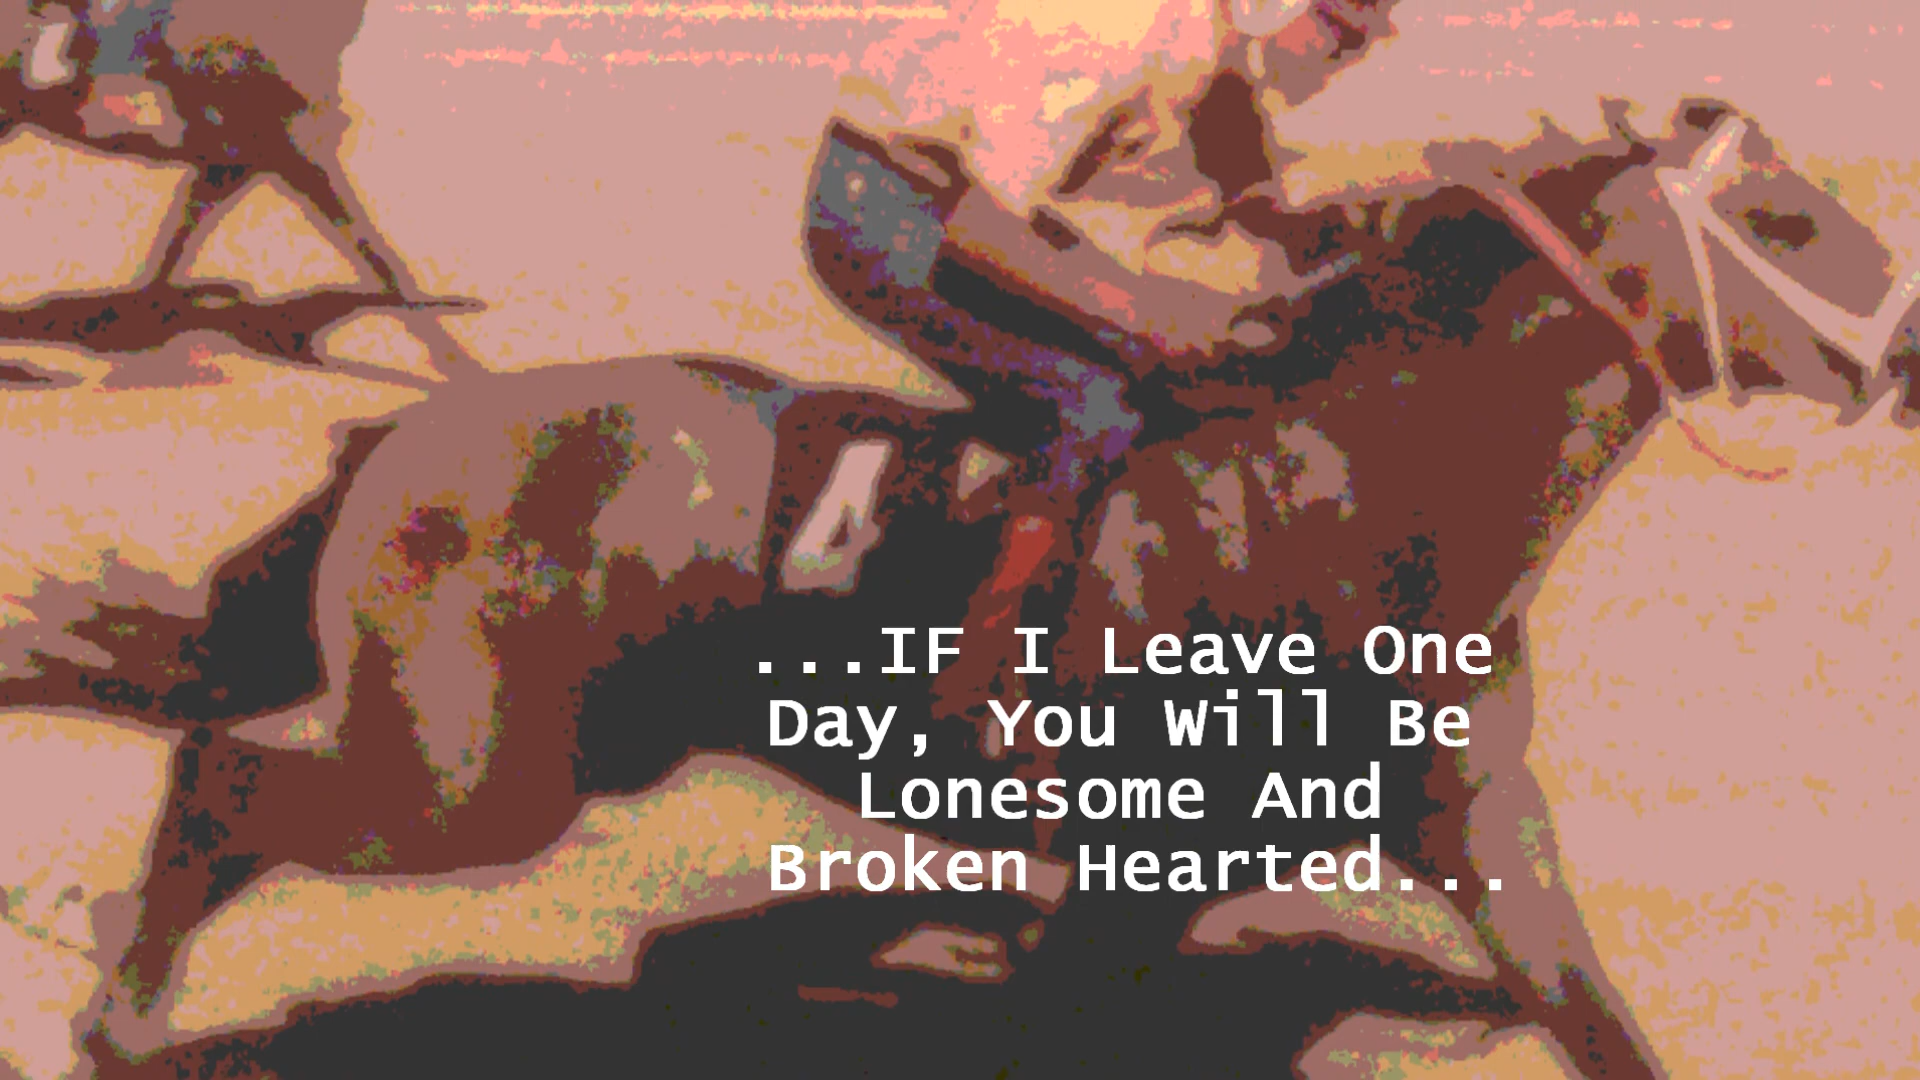 ...IF I Leave One
Day, You Will Be
Lonesome And
Broken Hearted...